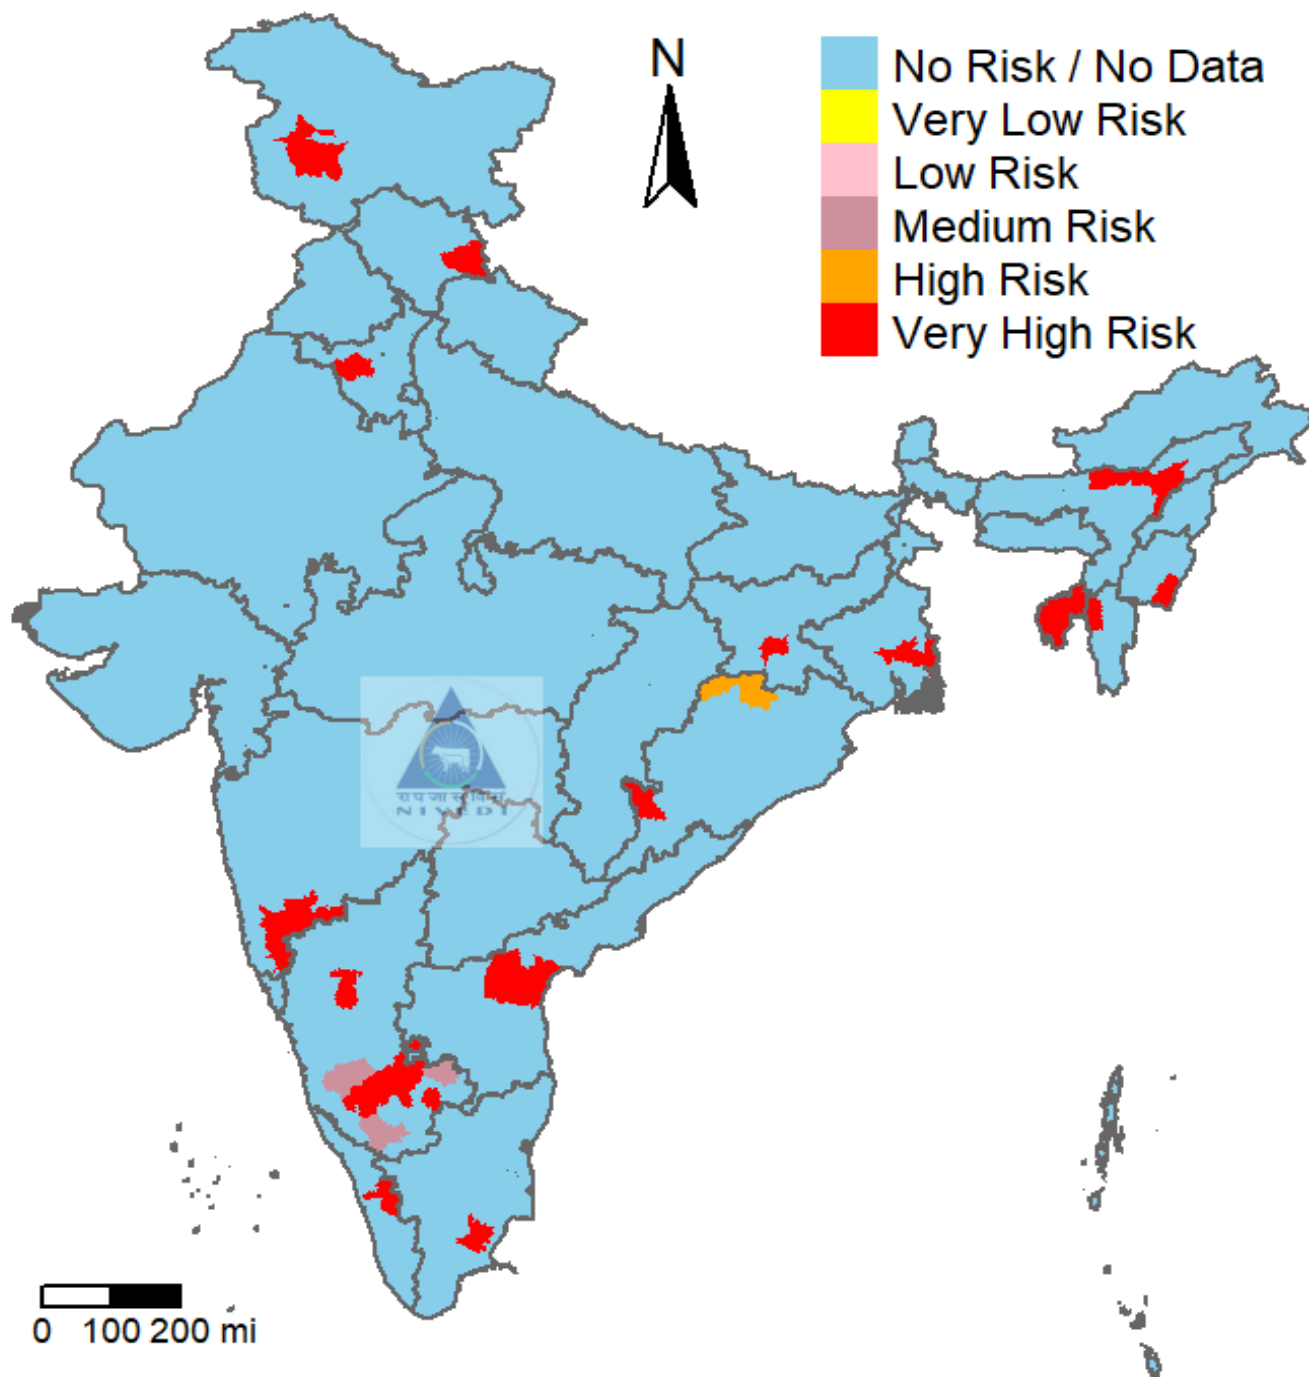 N
No Risk / No Data
Very Low Risk
Low Risk
Medium Risk
High Risk
Very High Risk
NIVEDI
0 100 200 mi